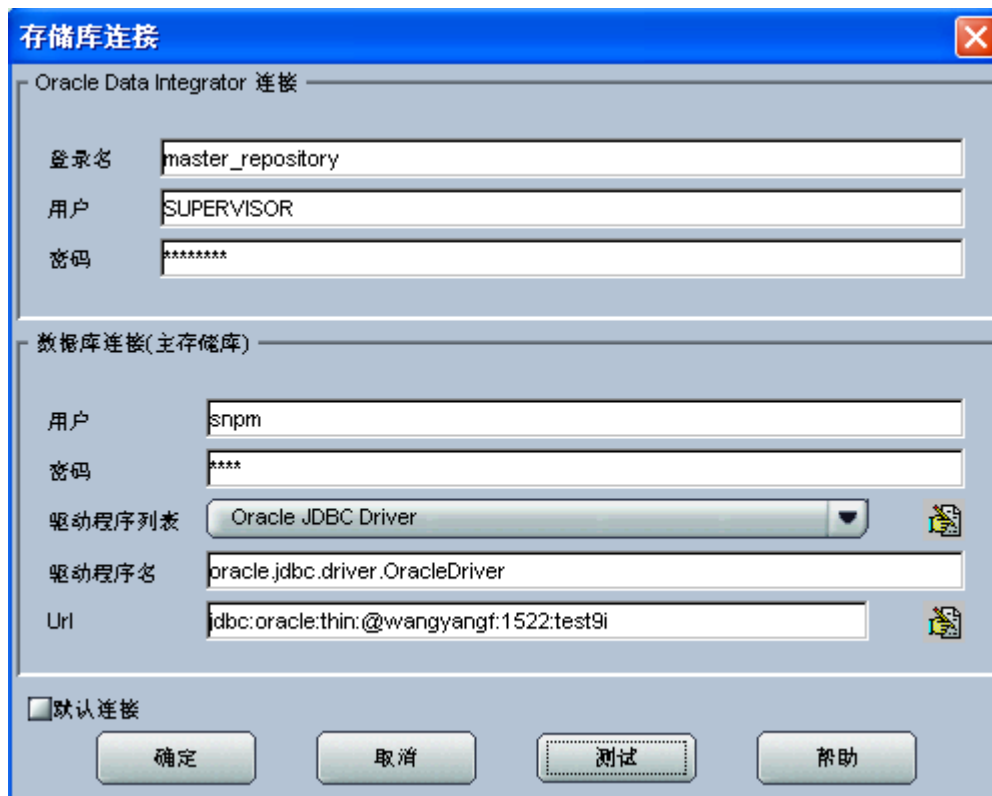 存储库连接
Oracle Data Integrator 连接
登录名 master_repository
用户 SUPERVISOR
密码 ********
数据库连接(主存储库)
用户 snpm
密码 ****
驱动程序列表 Oracle JDBC Driver
驱动程序名 oracle.jdbc.driver.OracleDriver
Url jdbc:oracle:thin:@wangyangf:1522:test9i
默认连接
确定 取消 测试 帮助